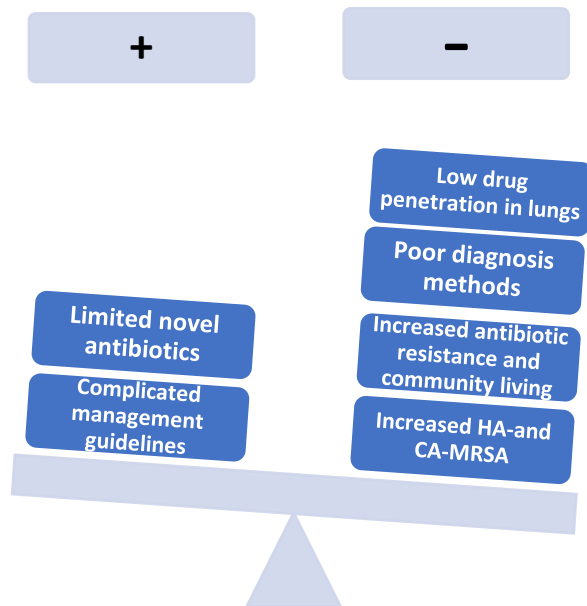 +
−
Low drug
penetration in lungs
Poor diagnosis
methods
Increased antibiotic
resistance and
community living
Increased HA-and
CA-MRSA
Limited novel
antibiotics
Complicated
management
guidelines